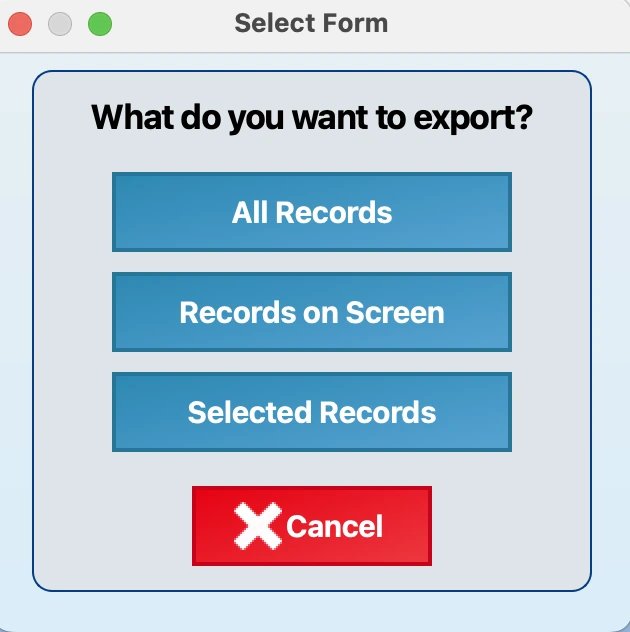 Select Form
What do you want to export?
All Records
Records on Screen
Selected Records
Cancel